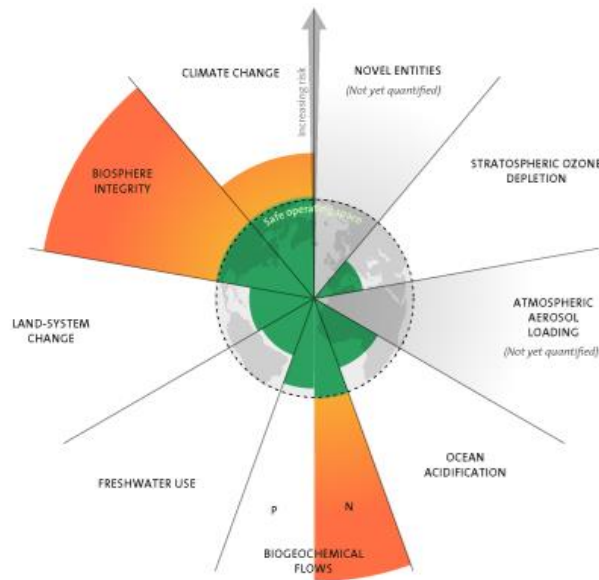 CLIMATE CHANGE
Increasing risk
NOVEL ENTITIES
(Not yet quantified)
STRATOSPHERIC OZONE
DEPLETION
BIOSPHERE
INTEGRITY
Safe operating space
ATMOSPHERIC
AEROSOL
LOADING
(Not yet quantified)
LAND-SYSTEM
CHANGE
OCEAN
ACIDIFICATION
FRESHWATER USE
P
N
BIOGEOCHEMICAL
FLOWS